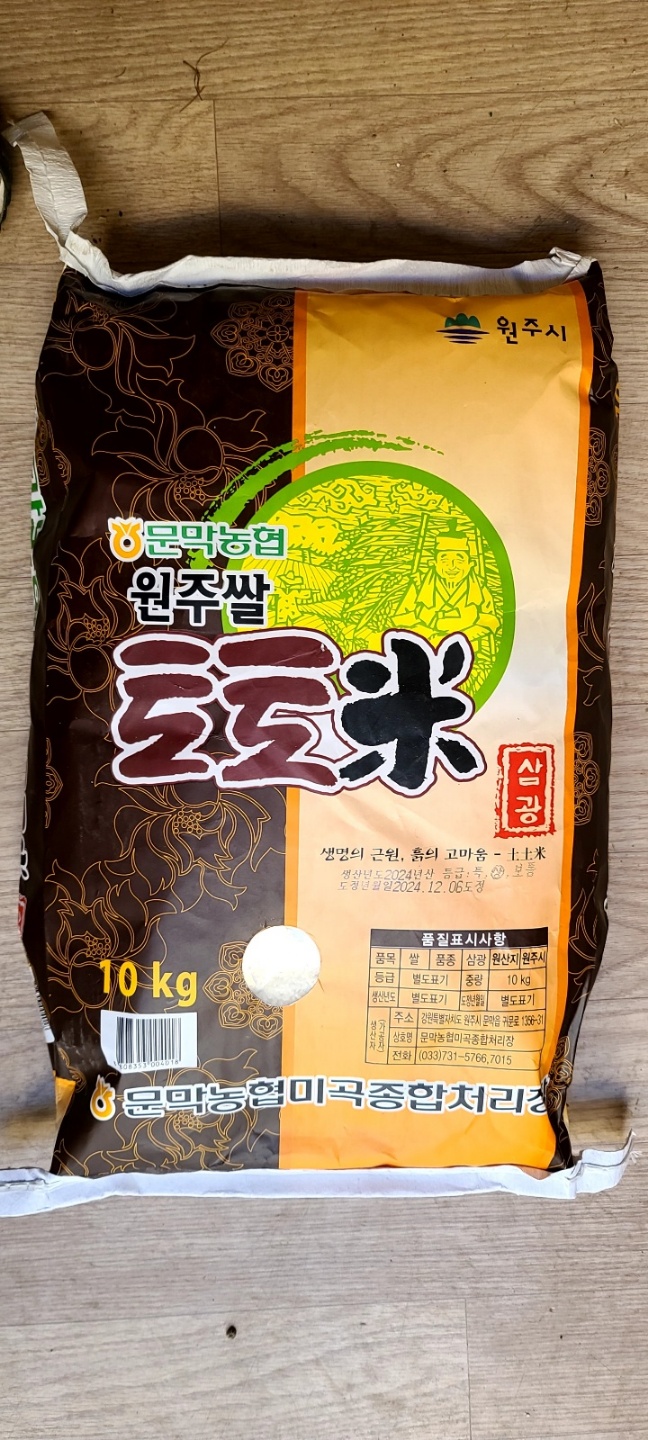 원주시
문막농협
원주쌀
토토米
삼광
생명의 근원, 흙의 고마움 - 土土米
생산년도2024년산 등급:특,상,보통
도정년월일2024.12.06도정
10 kg
품질표시사항
품목 쌀 품종 삼광 원산지 원주시
등급 별도표기 중량 10 kg
생산년도 별도표기 도정년월일 별도표기
생산자 가공자 주소 강원특별자치도 원주시 문막읍 귀문로 1356-31
상호명 문막농협미곡종합처리장
전화 (033)731-5766,7015
문막농협미곡종합처리장